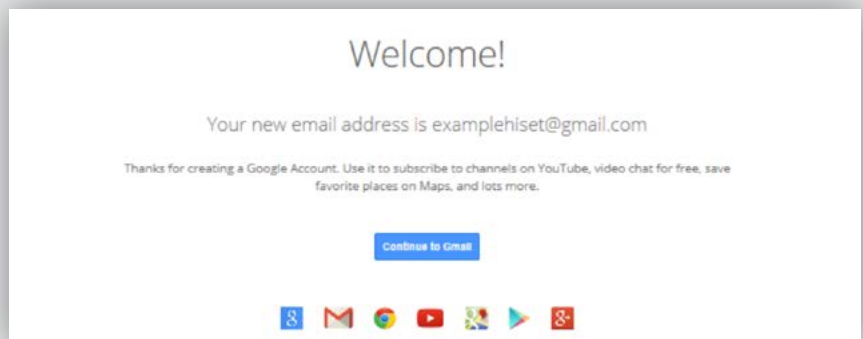 Welcome!
Your new email address is examplehiset@gmail.com
Thanks for creating a Google Account. Use it to subscribe to channels on YouTube, video chat for free, save
favorite places on Maps, and lots more.
Continue to Gmail